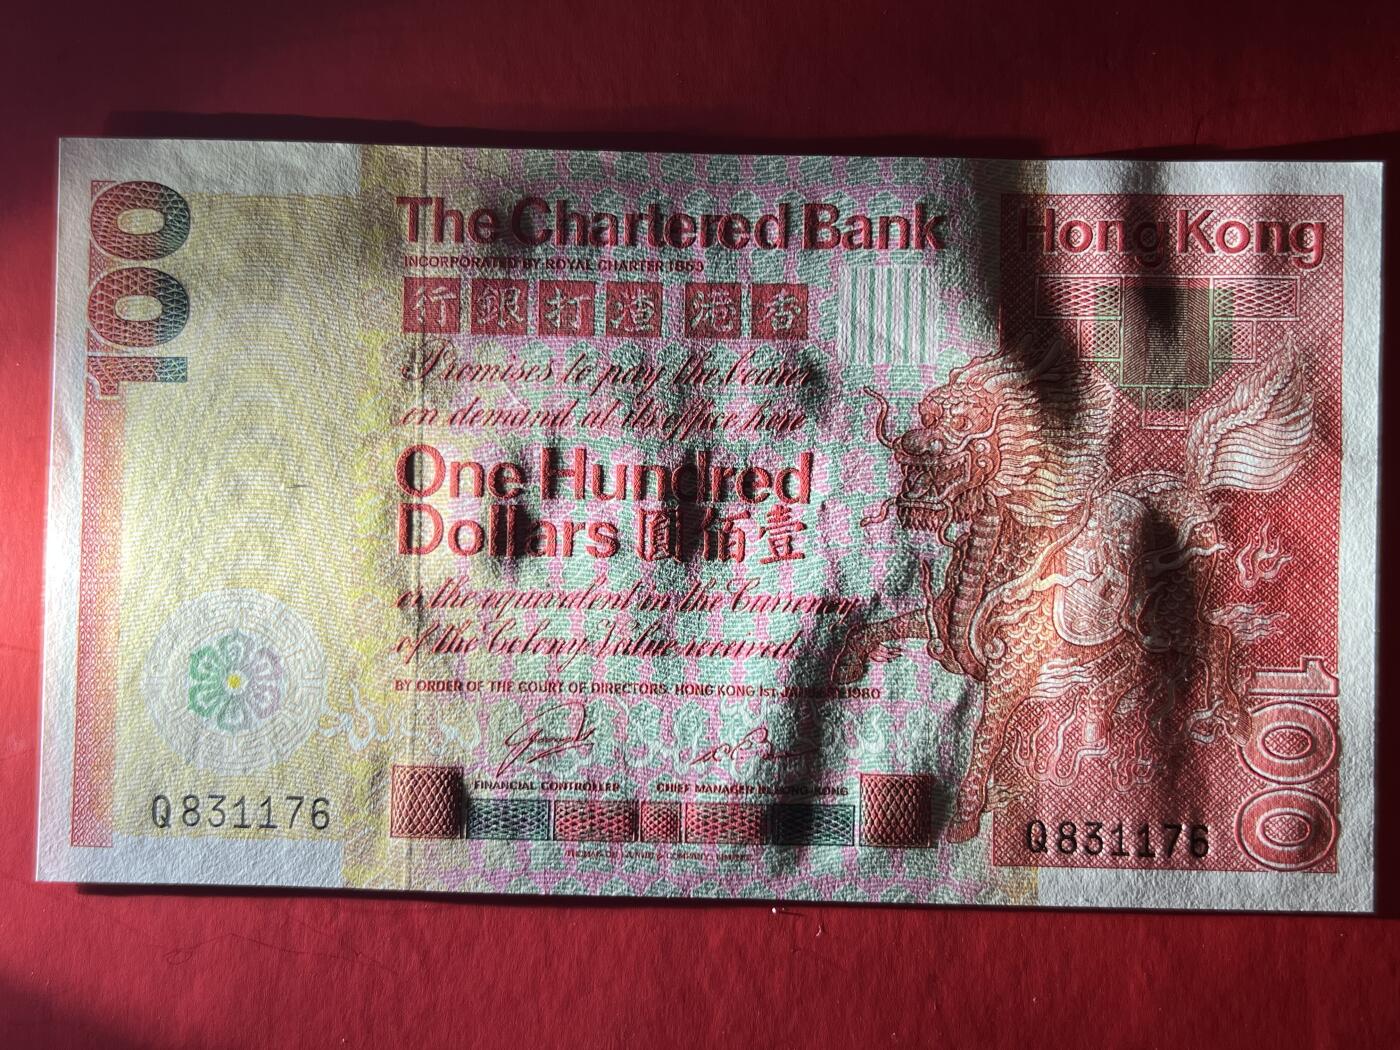 100
The Chartered Bank
Hong Kong
INCORPORATED BY ROYAL CHARTER 1853
行銀打渣港香
Promises to pay the bearer
on demand at its office here
One Hundred
Dollars 圓佰壹
or the equivalent in the Currency
of the Colony Value received.
BY ORDER OF THE COURT OF DIRECTORS, HONG KONG 1ST JANUARY 1980
FINANCIAL CONTROLLER CHIEF MANAGER IN HONG KONG
Q831176
Q831176
100